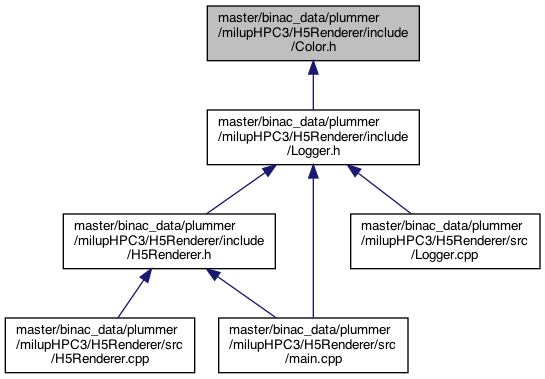 master/binac_data/plummer
/milupHPC3/H5Renderer/include
/Color.h
master/binac_data/plummer
/milupHPC3/H5Renderer/include
/Logger.h
master/binac_data/plummer
/milupHPC3/H5Renderer/include
/H5Renderer.h
master/binac_data/plummer
/milupHPC3/H5Renderer/src
/Logger.cpp
master/binac_data/plummer
/milupHPC3/H5Renderer/src
/H5Renderer.cpp
master/binac_data/plummer
/milupHPC3/H5Renderer/src
/main.cpp